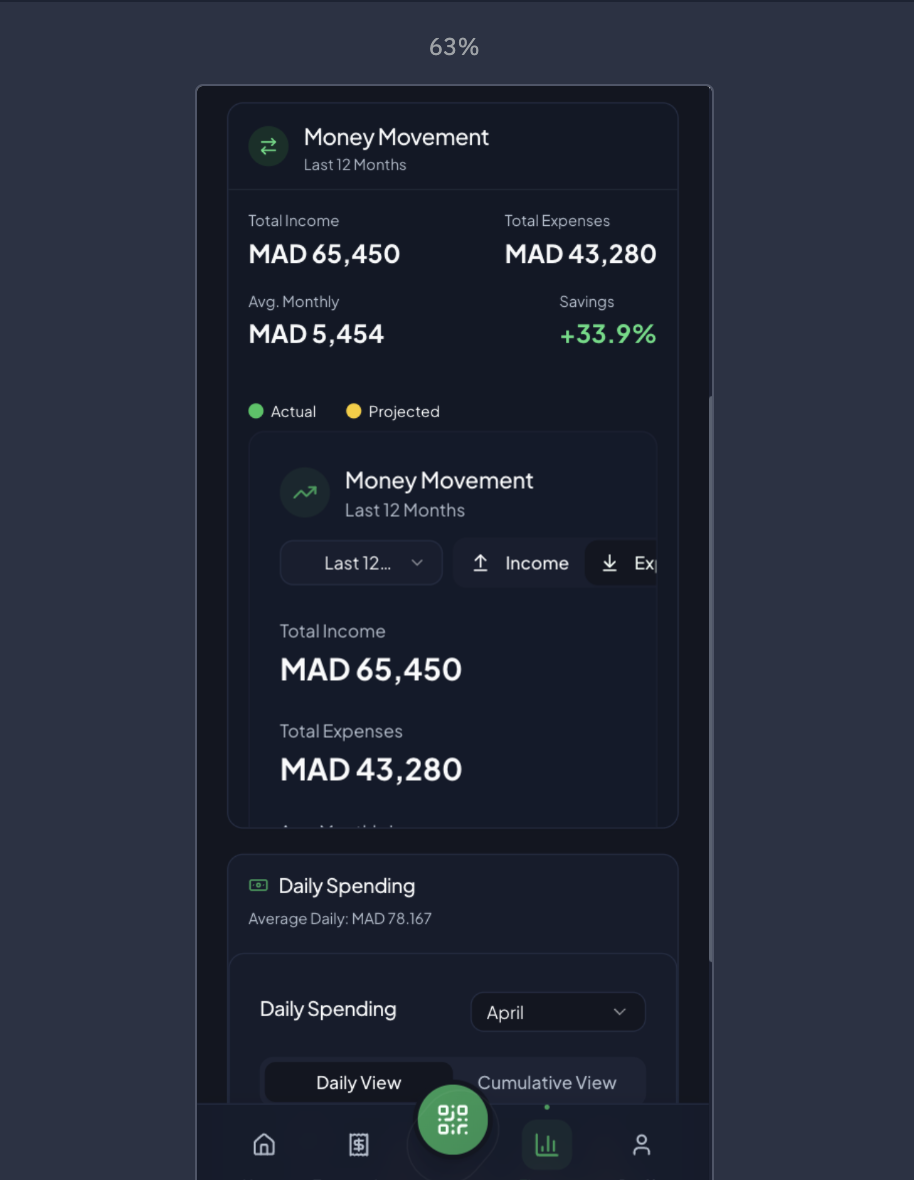 63%
Money Movement
Last 12 Months
Total Income Total Expenses
MAD 65,450 MAD 43,280
Avg. Monthly Savings
MAD 5,454 +33.9%
Actual Projected
Money Movement
Last 12 Months
Last 12... Income Exp
Total Income
MAD 65,450
Total Expenses
MAD 43,280
Daily Spending
Average Daily: MAD 78.167
Daily Spending April
Daily View Cumulative View